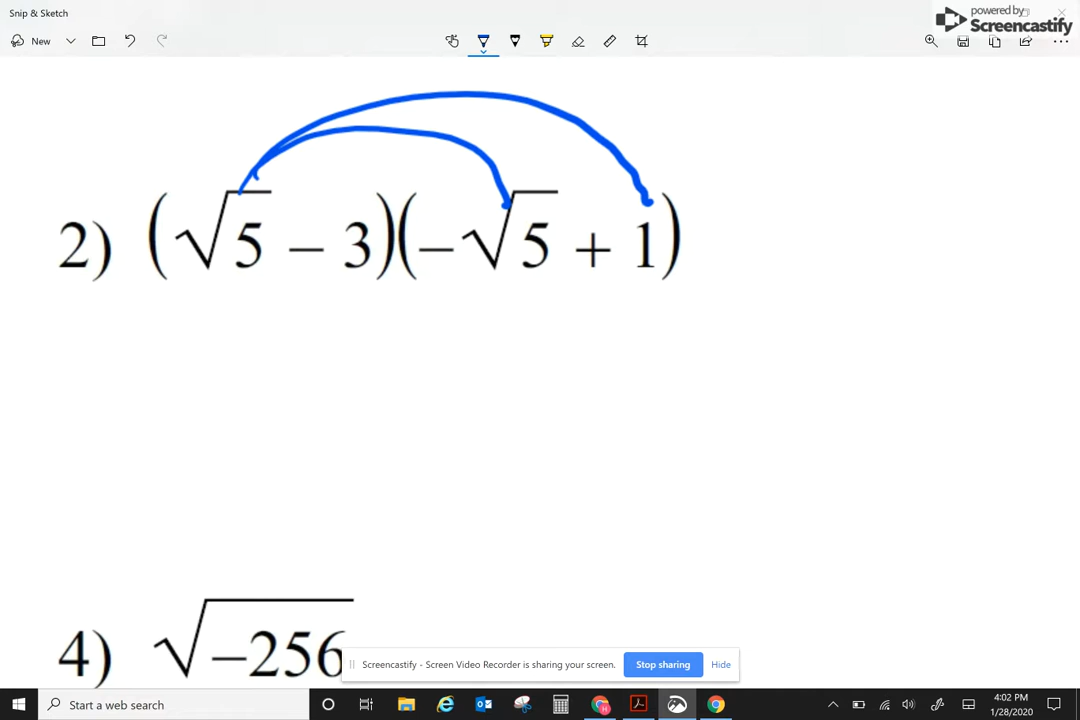 Snip & Sketch
powered by
Screencastify
New
2) (√5 − 3)(−√5 + 1)
4) √−256
Screencastify - Screen Video Recorder is sharing your screen.
Stop sharing
Hide
Type a web search
4:02 PM
1/28/2020